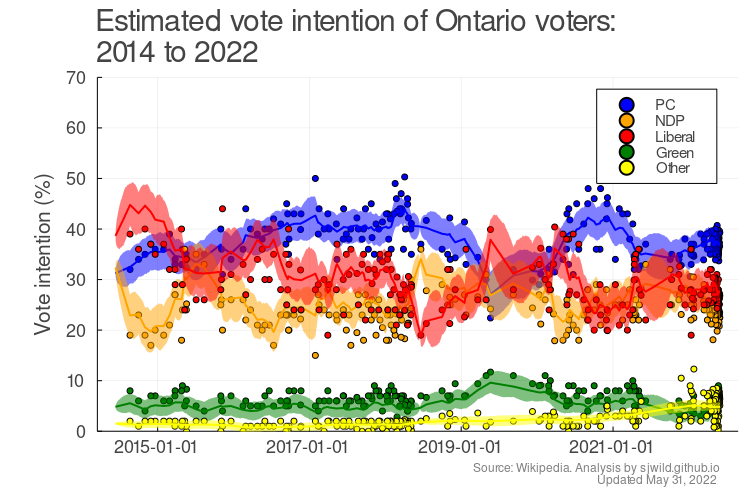 Estimated vote intention of Ontario voters:
2014 to 2022
Vote intention (%)
70
60
50
40
30
20
10
0
PC
NDP
Liberal
Green
Other
2015-01-01
2017-01-01
2019-01-01
2021-01-01
Source: Wikipedia. Analysis by sjwild.github.io
Updated May 31, 2022